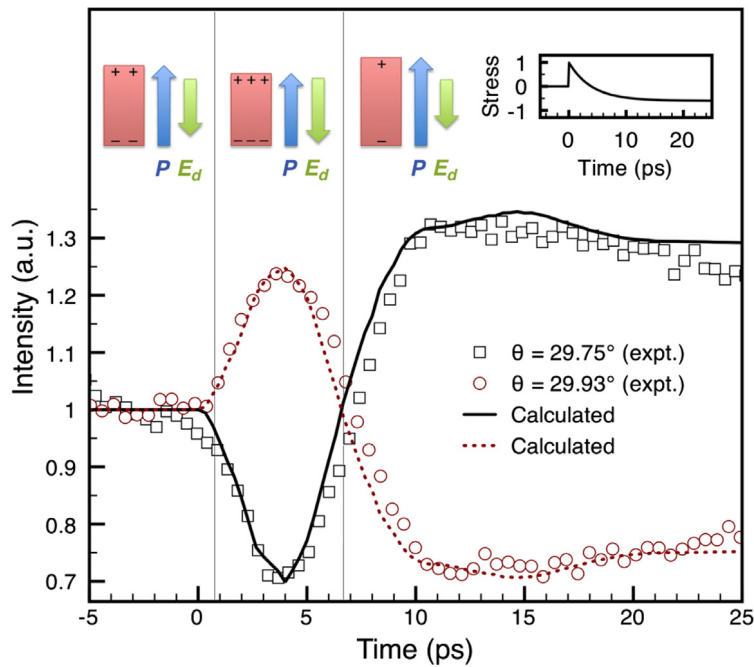 + +
− −
P E_d
+ + +
− − −
P E_d
+
−
P E_d
Stress
1
0
-1
0 10 20
Time (ps)
Intensity (a.u.)
1.3
1.2
1.1
1
0.9
0.8
0.7
θ = 29.75° (expt.)
θ = 29.93° (expt.)
Calculated
Calculated
-5 0 5 10 15 20 25
Time (ps)